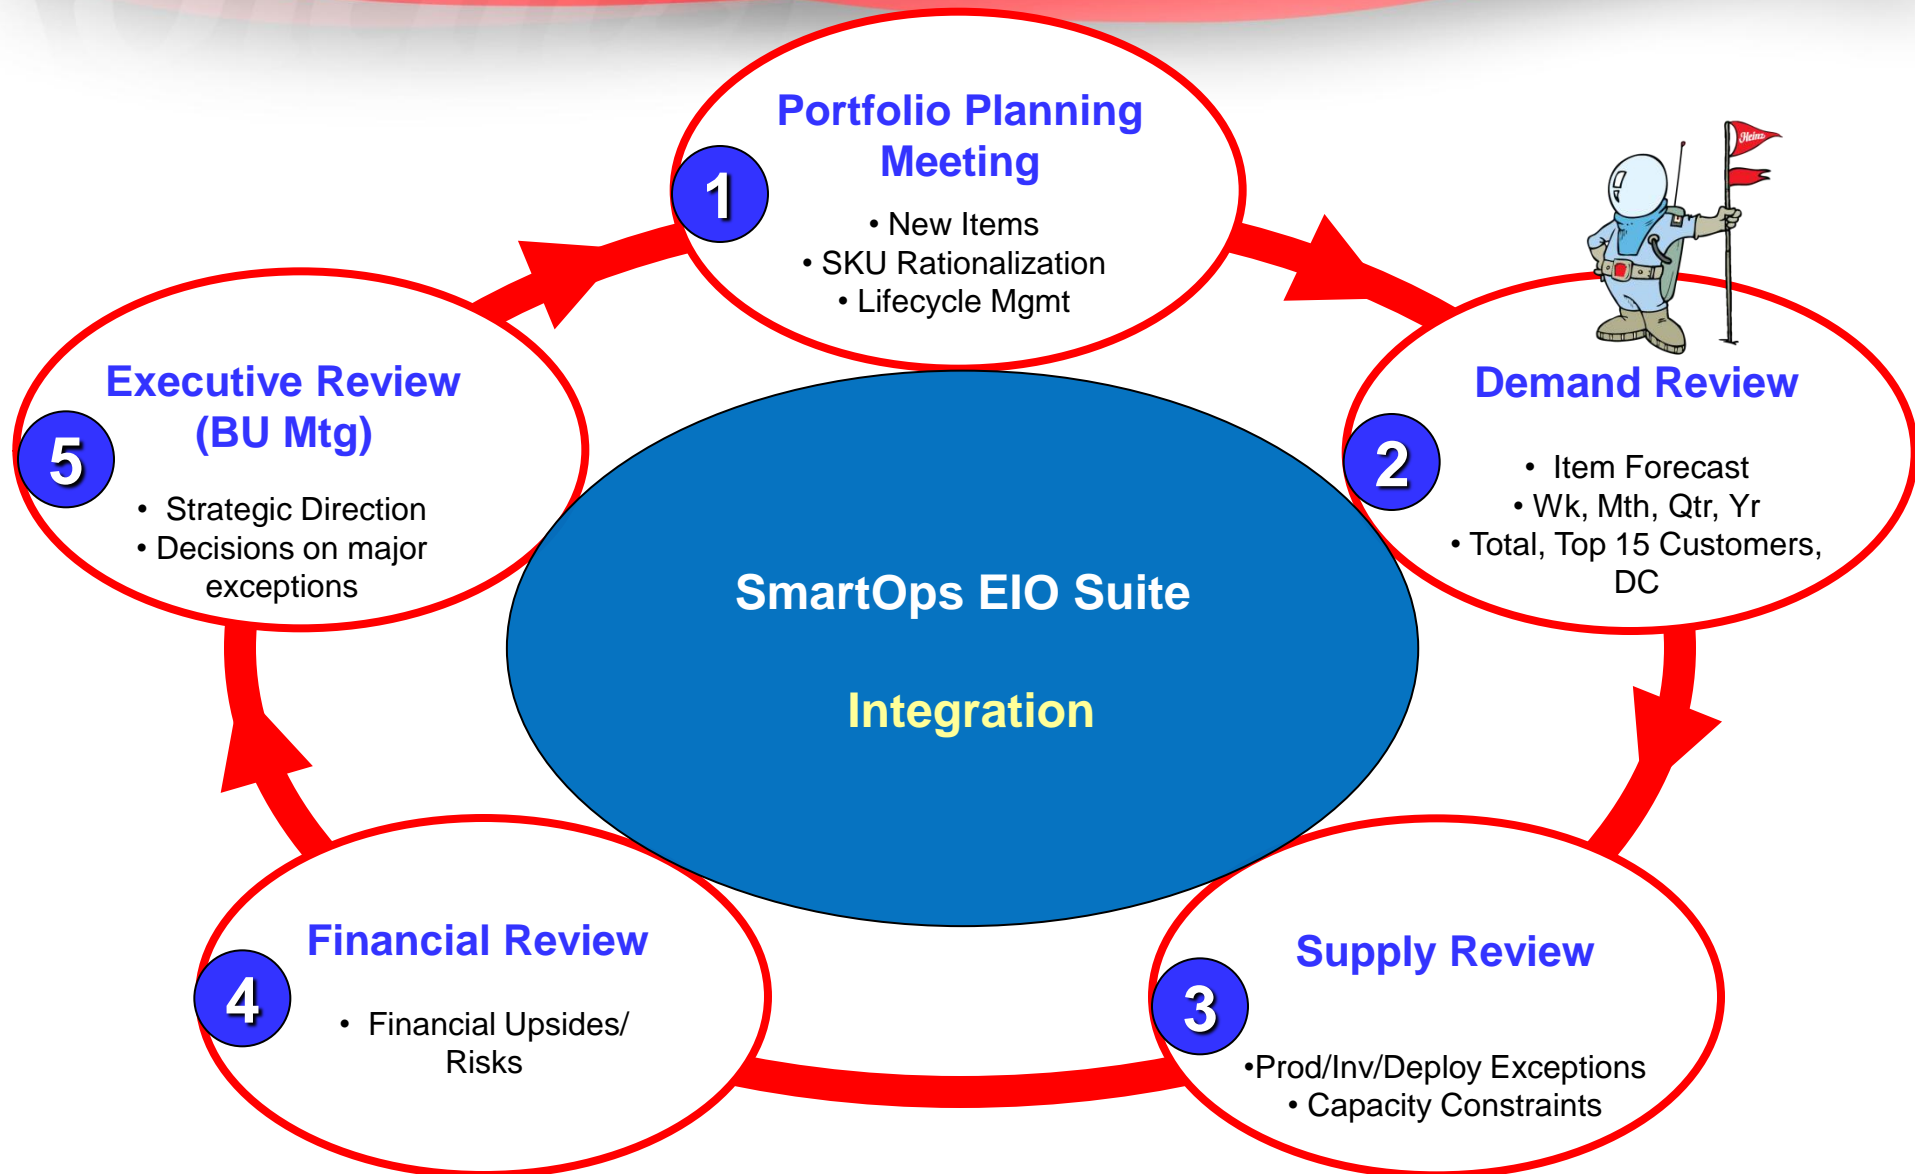 1
Portfolio Planning
Meeting
• New Items
• SKU Rationalization
• Lifecycle Mgmt
Heinz
2
Demand Review
• Item Forecast
• Wk, Mth, Qtr, Yr
• Total, Top 15 Customers,
DC
3
Supply Review
•Prod/Inv/Deploy Exceptions
• Capacity Constraints
4
Financial Review
• Financial Upsides/
Risks
5
Executive Review
(BU Mtg)
• Strategic Direction
• Decisions on major
exceptions
SmartOps EIO Suite
Integration